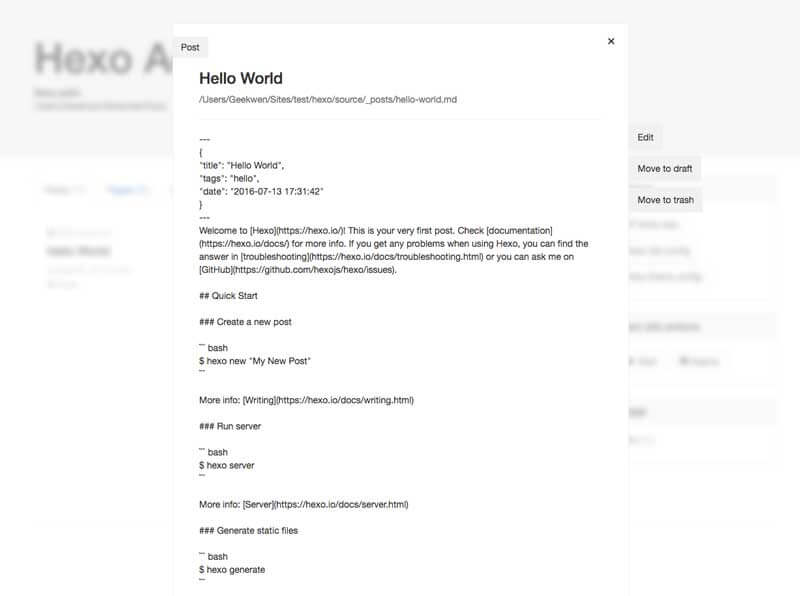 Hexo A
Post
×
Hello World
/Users/Geekwen/Sites/test/hexo/source/_posts/hello-world.md
Edit
Move to draft
Move to trash
---
{
"title": "Hello World",
"tags": "hello",
"date": "2016-07-13 17:31:42"
}
---
Welcome to [Hexo](https://hexo.io/)! This is your very first post. Check [documentation]
(https://hexo.io/docs/) for more info. If you get any problems when using Hexo, you can find the
answer in [troubleshooting](https://hexo.io/docs/troubleshooting.html) or you can ask me on
[GitHub](https://github.com/hexojs/hexo/issues).
## Quick Start
### Create a new post
``` bash
$ hexo new "My New Post"
```
More info: [Writing](https://hexo.io/docs/writing.html)
### Run server
``` bash
$ hexo server
```
More info: [Server](https://hexo.io/docs/server.html)
### Generate static files
``` bash
$ hexo generate
```
Hello World